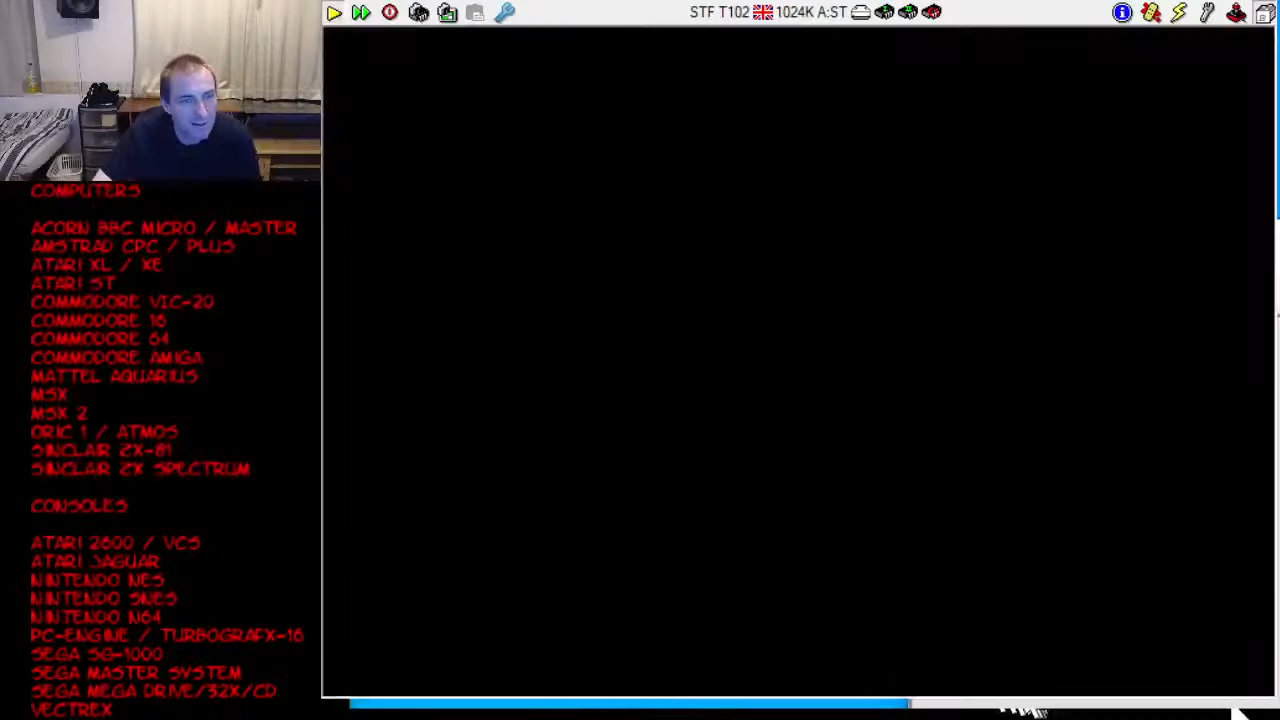 STF T102 1024K A:ST
COMPUTERS
ACORN BBC MICRO / MASTER
AMSTRAD CPC / PLUS
ATARI XL / XE
ATARI ST
COMMODORE VIC-20
COMMODORE 16
COMMODORE 64
COMMODORE AMIGA
MATTEL AQUARIUS
MSX
MSX 2
ORIC 1 / ATMOS
SINCLAIR ZX-81
SINCLAIR ZX SPECTRUM
CONSOLES
ATARI 2600 / VCS
ATARI JAGUAR
NINTENDO NES
NINTENDO SNES
NINTENDO N64
PC-ENGINE / TURBOGRAFX-16
SEGA SG-1000
SEGA MASTER SYSTEM
SEGA MEGA DRIVE/32X/CD
VECTREX